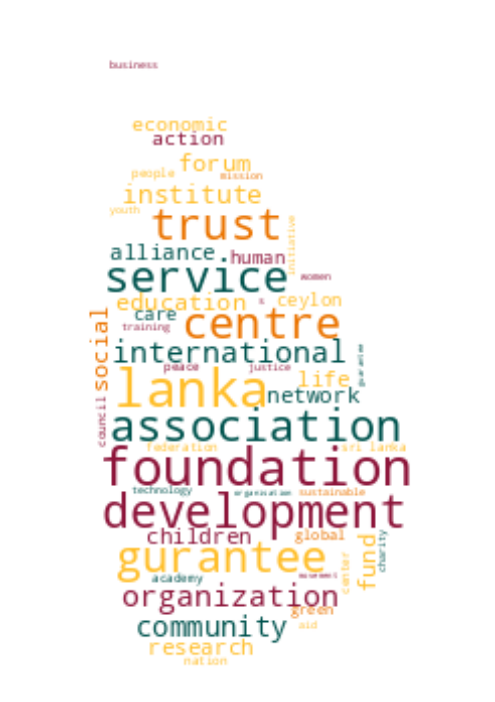 business
economic
action
forum
people mission
institute
youth
trust
initiative
alliance human
service women
education s ceylon
care
training centre
social
international
peace justice guarantee
lanka life
network
council
association
federation sri lanka
foundation
technology organisation sustainable
development
children global
charity
gurantee
fund
center
academy movement
organization
green
community aid
research
nation